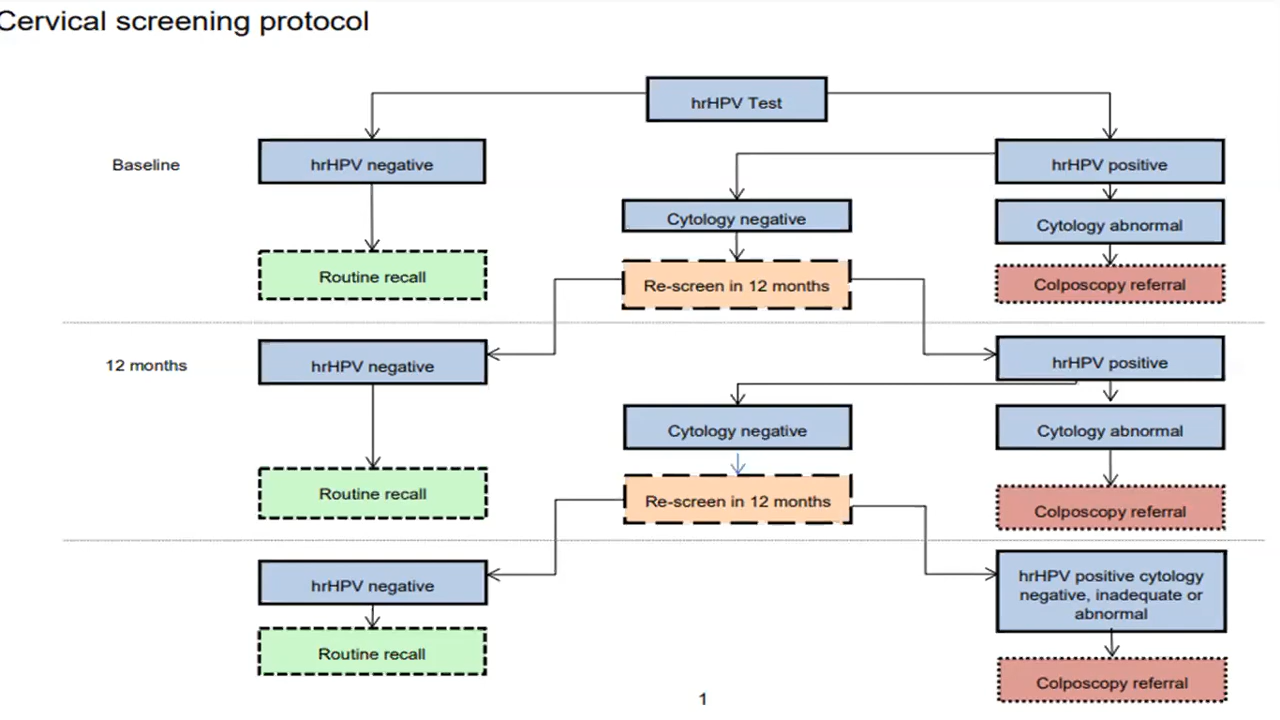 Cervical screening protocol
hrHPV Test
Baseline
hrHPV negative
hrHPV positive
Cytology negative
Cytology abnormal
Routine recall
Re-screen in 12 months
Colposcopy referral
12 months
hrHPV negative
hrHPV positive
Cytology negative
Cytology abnormal
Routine recall
Re-screen in 12 months
Colposcopy referral
hrHPV negative
hrHPV positive cytology
negative, inadequate or
abnormal
Routine recall
Colposcopy referral
1